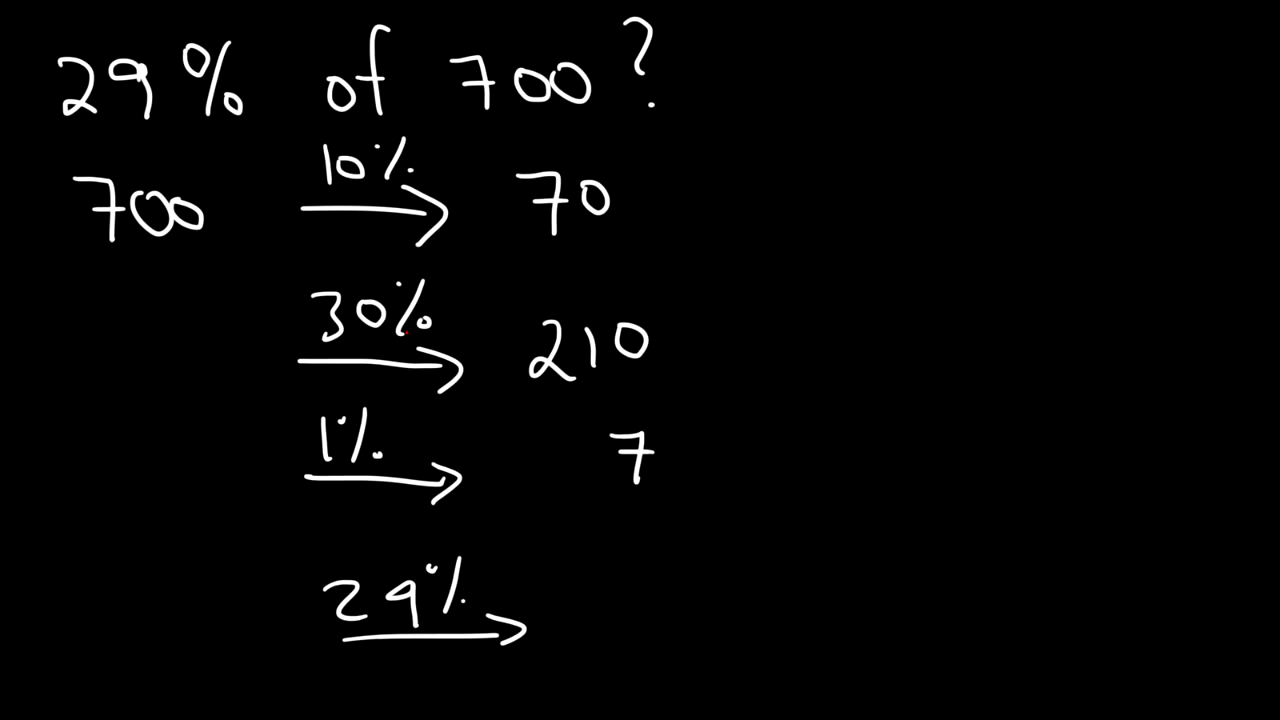 29% of 700?
700 10% → 70
30% → 210
1% → 7
29% →